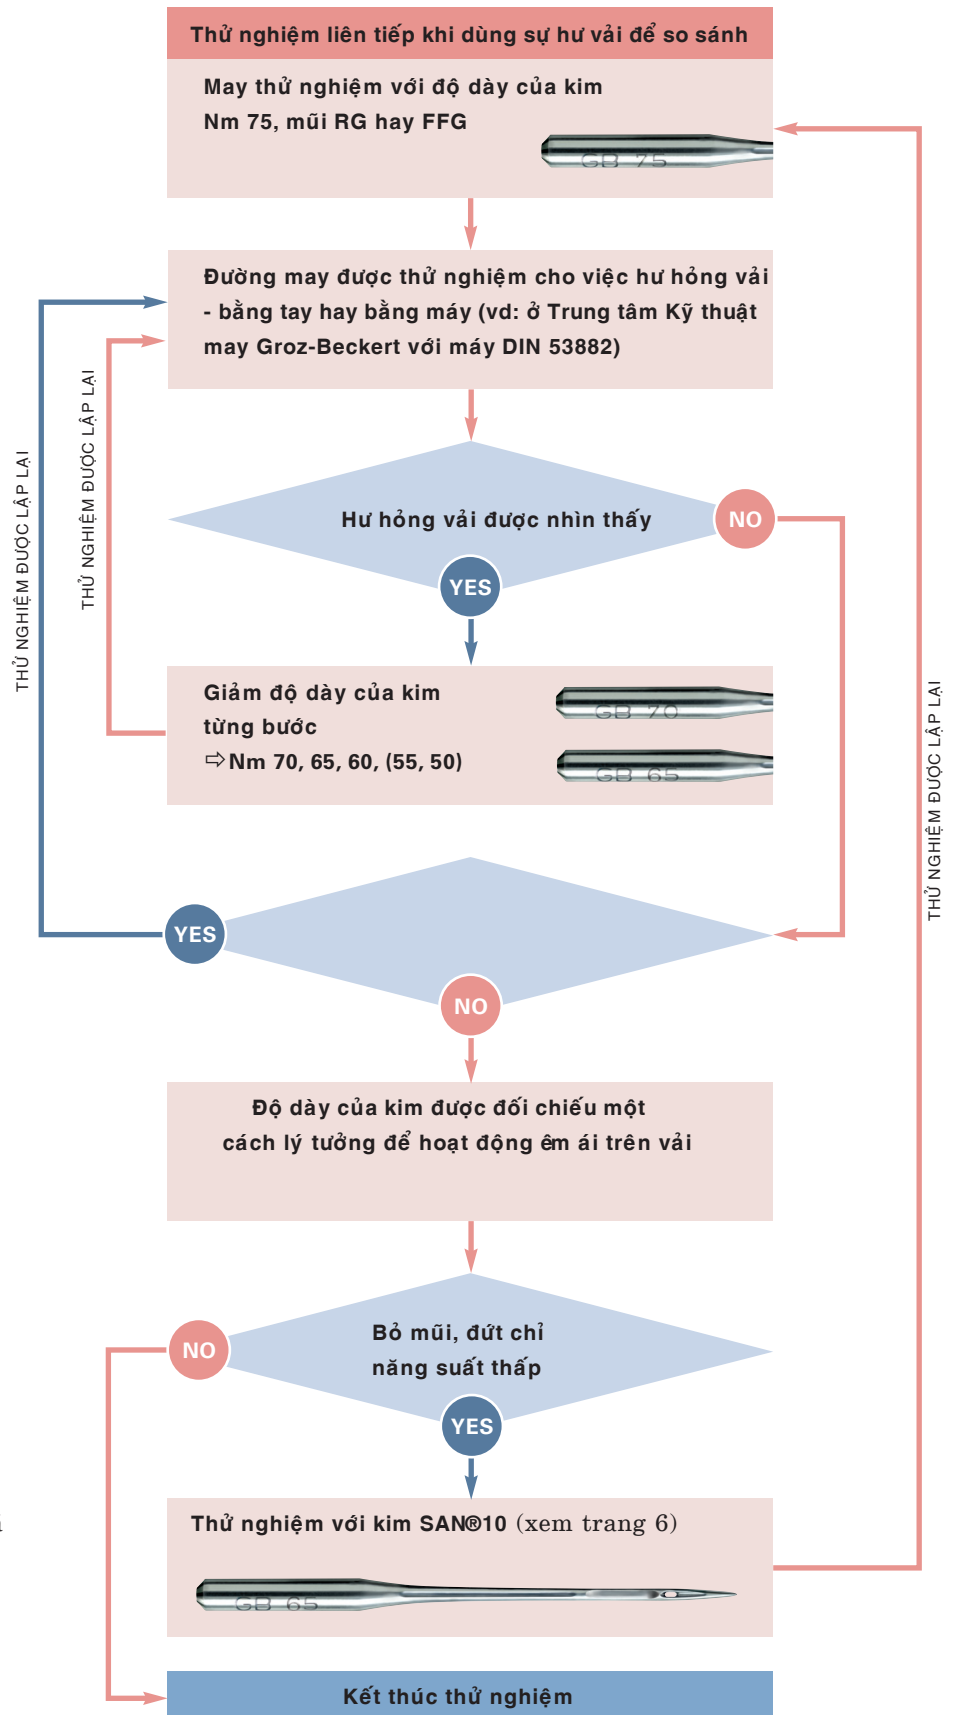 Thử nghiệm liên tiếp khi dùng sự hư vải để so sánh
May thử nghiệm với độ dày của kim
Nm 75, mũi RG hay FFG
GB 75
Đường may được thử nghiệm cho việc hư hỏng vải
- bằng tay hay bằng máy (vd: ở Trung tâm Kỹ thuật
may Groz-Beckert với máy DIN 53882)
THỬ NGHIỆM ĐƯỢC LẬP LẠI
THỬ NGHIỆM ĐƯỢC LẬP LẠI
Hư hỏng vải được nhìn thấy
NO
YES
Giảm độ dày của kim
từng bước
⇨Nm 70, 65, 60, (55, 50)
GB 70
GB 65
THỬ NGHIỆM ĐƯỢC LẬP LẠI
YES
NO
Độ dày của kim được đối chiếu một
cách lý tưởng để hoạt động êm ái trên vải
Bỏ mũi, đứt chỉ
năng suất thấp
NO
YES
Thử nghiệm với kim SAN®10 (xem trang 6)
GB 65
Kết thúc thử nghiệm